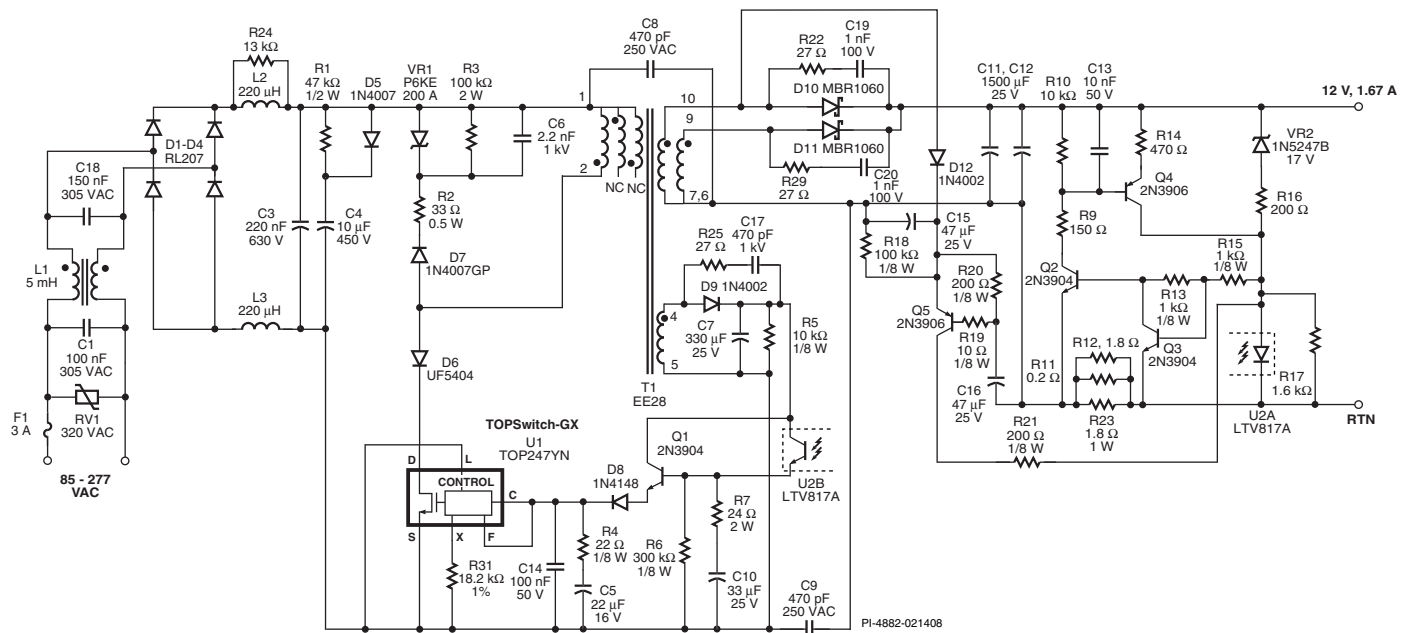 R24
13 kΩ
L2
220 µH
R1
47 kΩ
1/2 W
D5
1N4007
VR1
P6KE
200 A
R3
100 kΩ
2 W
C6
2.2 nF
1 kV
C8
470 pF
250 VAC
1
2
NC NC
10
9
7,6
R22
27 Ω
C19
1 nF
100 V
D10 MBR1060
D11 MBR1060
R29
27 Ω
C20
1 nF
100 V
D12
1N4002
C11, C12
1500 µF
25 V
R10
10 kΩ
C13
10 nF
50 V
12 V, 1.67 A
R14
470 Ω
VR2
1N5247B
17 V
Q4
2N3906
R16
200 Ω
D1-D4
RL207
C18
150 nF
305 VAC
C3
220 nF
630 V
C4
10 µF
450 V
R2
33 Ω
0.5 W
D7
1N4007GP
L1
5 mH
L3
220 µH
C1
100 nF
305 VAC
RV1
320 VAC
F1
3 A
85 - 277
VAC
D6
UF5404
R25
27 Ω
C17
470 pF
1 kV
D9 1N4002
4
5
C7
330 µF
25 V
R5
10 kΩ
1/8 W
T1
EE28
R18
100 kΩ
1/8 W
C15
47 µF
25 V
R20
200 Ω
1/8 W
Q5
2N3906
R19
10 Ω
1/8 W
C16
47 µF
25 V
R9
150 Ω
Q2
2N3904
R15
1 kΩ
1/8 W
R13
1 kΩ
1/8 W
Q3
2N3904
R12, 1.8 Ω
R11
0.2 Ω
R23
1.8 Ω
1 W
R17
1.6 kΩ
U2A
LTV817A
RTN
R21
200 Ω
1/8 W
TOPSwitch-GX
U1
TOP247YN
D
L
CONTROL
C
S
X
F
D8
1N4148
Q1
2N3904
U2B
LTV817A
R7
24 Ω
2 W
R4
22 Ω
1/8 W
R6
300 kΩ
1/8 W
R31
18.2 kΩ
1%
C14
100 nF
50 V
C5
22 µF
16 V
C10
33 µF
25 V
C9
470 pF
250 VAC
PI-4882-021408